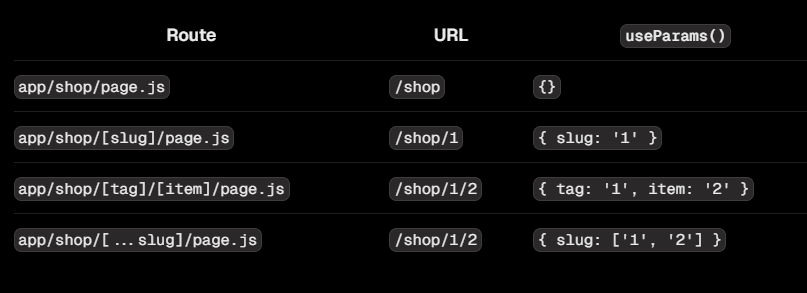 Route URL useParams()
app/shop/page.js /shop {}
app/shop/[slug]/page.js /shop/1 { slug: '1' }
app/shop/[tag]/[item]/page.js /shop/1/2 { tag: '1', item: '2' }
app/shop/[...slug]/page.js /shop/1/2 { slug: ['1', '2'] }